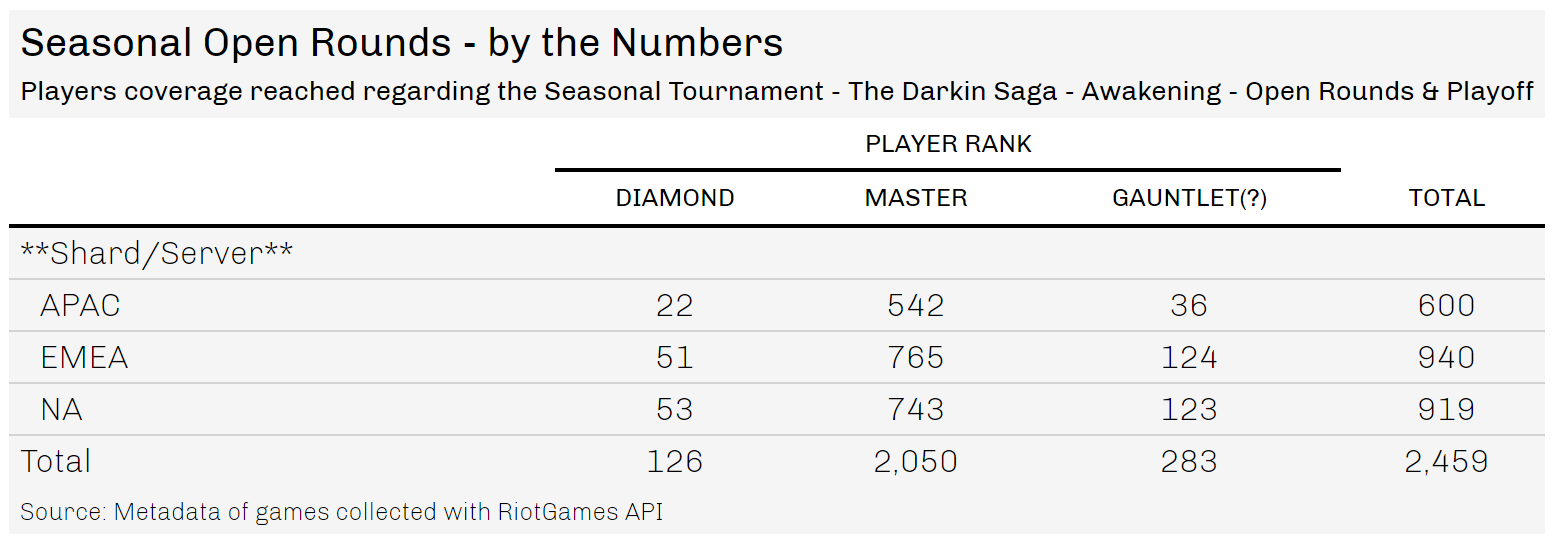 Seasonal Open Rounds - by the Numbers
Players coverage reached regarding the Seasonal Tournament - The Darkin Saga - Awakening - Open Rounds & Playoff
PLAYER RANK
DIAMOND MASTER GAUNTLET(?) TOTAL
**Shard/Server**
APAC 22 542 36 600
EMEA 51 765 124 940
NA 53 743 123 919
Total 126 2,050 283 2,459
Source: Metadata of games collected with RiotGames API